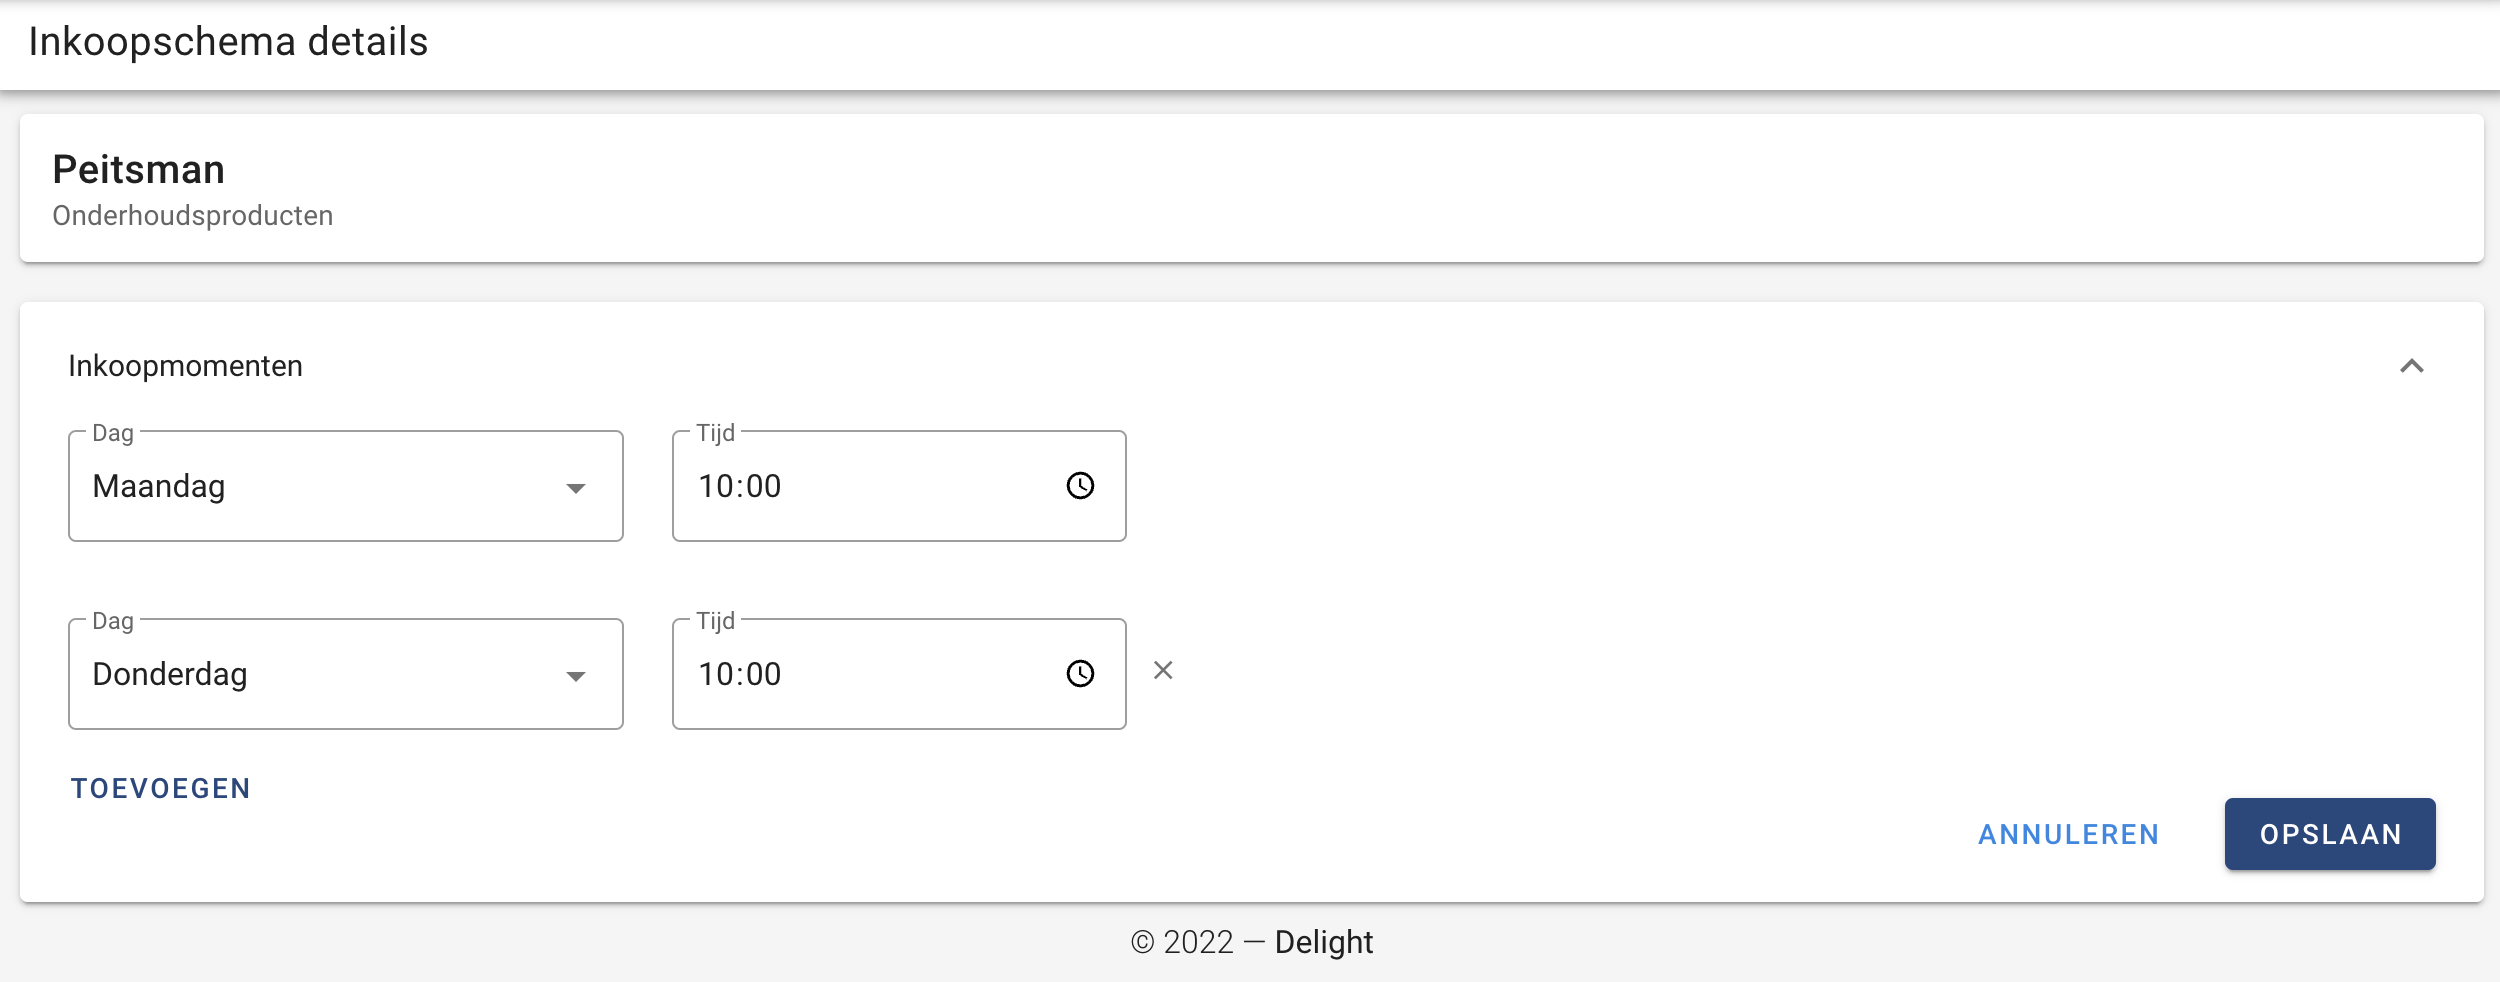 Inkoopschema details
Peitsman
Onderhoudsproducten
Inkoopmomenten
Dag
Maandag
Tijd
10:00
Dag
Donderdag
Tijd
10:00
TOEVOEGEN
ANNULEREN
OPSLAAN
© 2022 — Delight